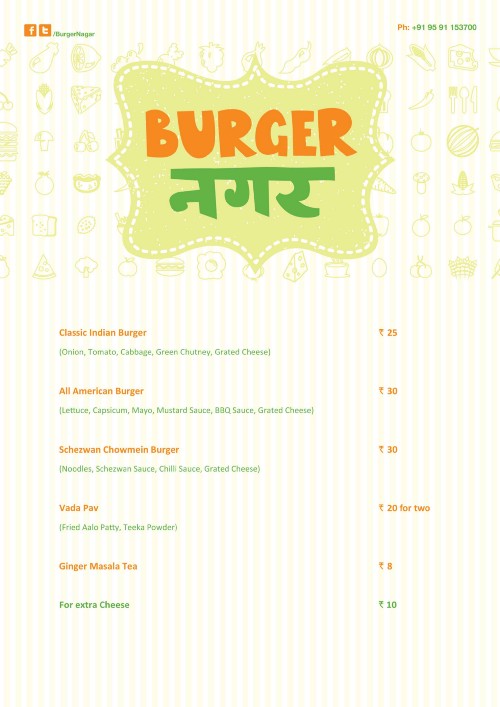 /BurgerNagar
Ph: +91 95 91 153700
BURGER
नगर
Classic Indian Burger ₹ 25
(Onion, Tomato, Cabbage, Green Chutney, Grated Cheese)
All American Burger ₹ 30
(Lettuce, Capsicum, Mayo, Mustard Sauce, BBQ Sauce, Grated Cheese)
Schezwan Chowmein Burger ₹ 30
(Noodles, Schezwan Sauce, Chilli Sauce, Grated Cheese)
Vada Pav ₹ 20 for two
(Fried Aalo Patty, Teeka Powder)
Ginger Masala Tea ₹ 8
For extra Cheese ₹ 10